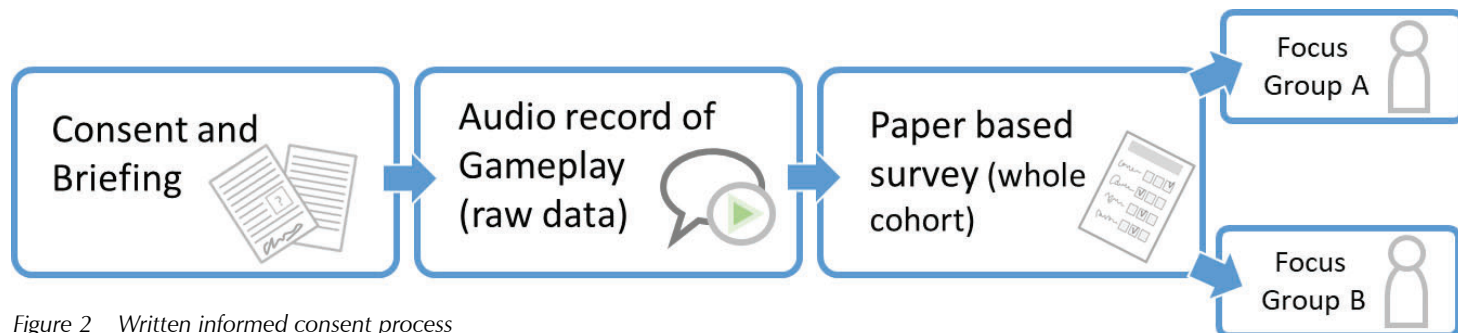 Consent and
Briefing
Audio record of
Gameplay
(raw data)
Paper based
survey (whole
cohort)
Focus
Group A
Focus
Group B
Figure 2 Written informed consent process